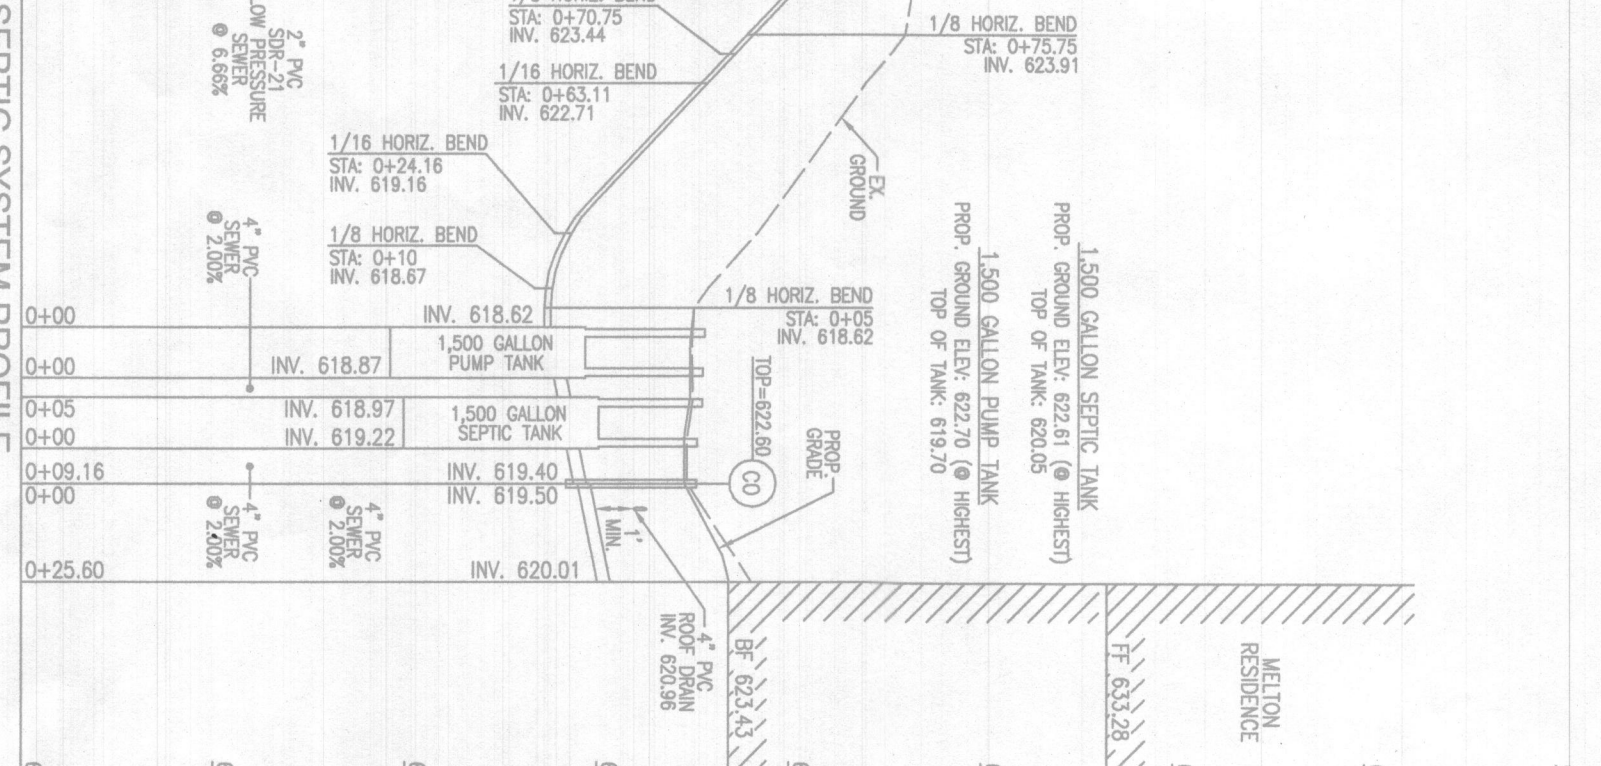 STA: 0+70.75
INV. 623.44
1/16 HORIZ. BEND
STA: 0+63.11
INV. 622.71
1/8 HORIZ. BEND
STA: 0+75.75
INV. 623.91
2" PVC
SDR-21
LOW PRESSURE
SEWER
@ 6.66%
1/16 HORIZ. BEND
STA: 0+24.16
INV. 619.16
1/8 HORIZ. BEND
STA: 0+10
INV. 618.67
EX.
GROUND
1,500 GALLON SEPTIC TANK
PROP. GROUND ELEV: 622.61 (@ HIGHEST)
TOP OF TANK: 620.05
1,500 GALLON PUMP TANK
PROP. GROUND ELEV: 622.70 (@ HIGHEST)
TOP OF TANK: 619.70
4" PVC
SEWER
@ 2.00%
1/8 HORIZ. BEND
STA: 0+05
INV. 618.62
0+00
INV. 618.62
1,500 GALLON
PUMP TANK
0+00
INV. 618.87
0+05
INV. 618.97
1,500 GALLON
SEPTIC TANK
0+00
INV. 619.22
0+09.16
INV. 619.40
0+00
INV. 619.50
TOP=622.60
CO
PROP.
GRADE
4" PVC
SEWER
@ 2.00%
4" PVC
SEWER
@ 2.00%
1'
MIN.
0+25.60
INV. 620.01
4" PVC
ROOF DRAIN
INV. 620.96
BF 623.43
FF 633.28
MELTON
RESIDENCE
SEPTIC SYSTEM PROFILE